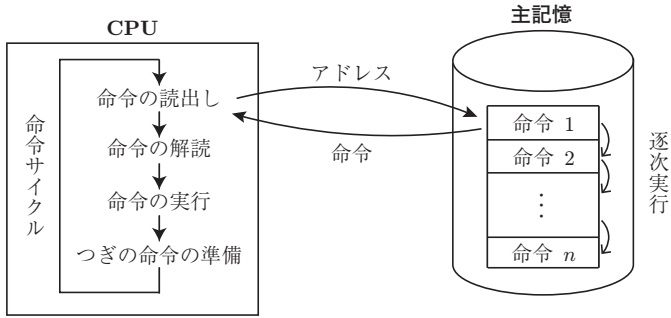 CPU
命令サイクル
命令の読出し
命令の解読
命令の実行
つぎの命令の準備
アドレス
命令
主記憶
命令 1
命令 2
⋮
命令 n
逐次実行